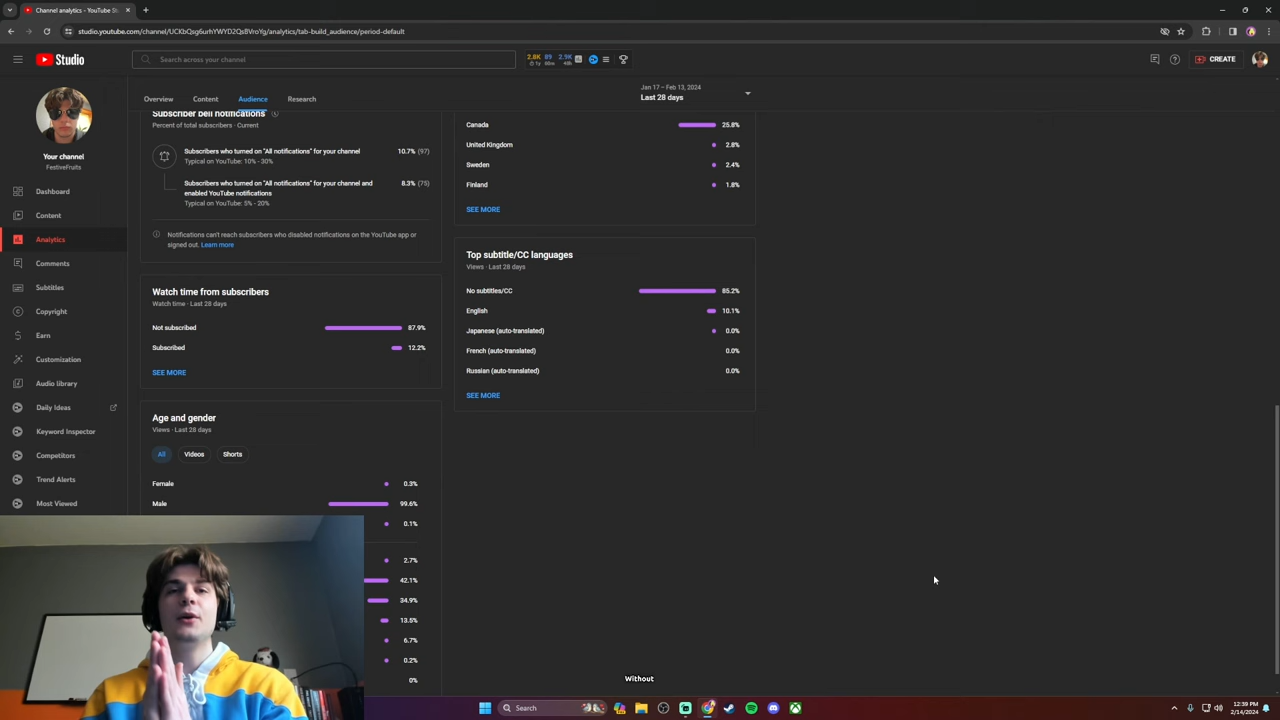 Channel analytics - YouTube St
studio.youtube.com/channel/UCKbQsg6urhYWYD2Qs8VroYg/analytics/tab-build_audience/period-default
Studio
Search across your channel
2.8K 89 2.9K
1y 60m 48h
CREATE
Overview
Content
Audience
Research
Jan 17 – Feb 13, 2024
Last 28 days
Your channel
FestiveFruits
Dashboard
Content
Analytics
Comments
Subtitles
Copyright
Earn
Customization
Audio library
Daily Ideas
Keyword Inspector
Competitors
Trend Alerts
Most Viewed
Subscriber bell notifications
Percent of total subscribers · Current
Subscribers who turned on "All notifications" for your channel 10.7% (97)
Typical on YouTube: 10% - 30%
Subscribers who turned on "All notifications" for your channel and 8.3% (75)
enabled YouTube notifications
Typical on YouTube: 5% - 20%
Notifications can't reach subscribers who disabled notifications on the YouTube app or
signed out. Learn more
Watch time from subscribers
Watch time · Last 28 days
Not subscribed 87.9%
Subscribed 12.2%
SEE MORE
Age and gender
Views · Last 28 days
All Videos Shorts
Female 0.3%
Male 99.6%
0.1%
2.7%
42.1%
34.9%
13.5%
6.7%
0.2%
0%
Canada 25.8%
United Kingdom 2.8%
Sweden 2.4%
Finland 1.8%
SEE MORE
Top subtitle/CC languages
Views · Last 28 days
No subtitles/CC 85.2%
English 10.1%
Japanese (auto-translated) 0.0%
French (auto-translated) 0.0%
Russian (auto-translated) 0.0%
SEE MORE
Without
Search
12:39 PM
2/14/2024